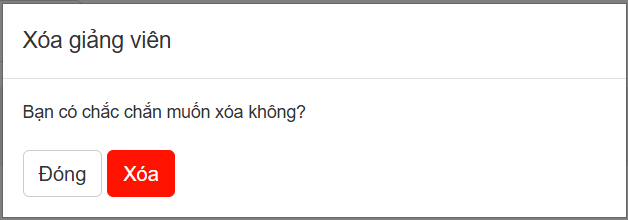 Xóa giảng viên
Bạn có chắc chắn muốn xóa không?
Đóng Xóa